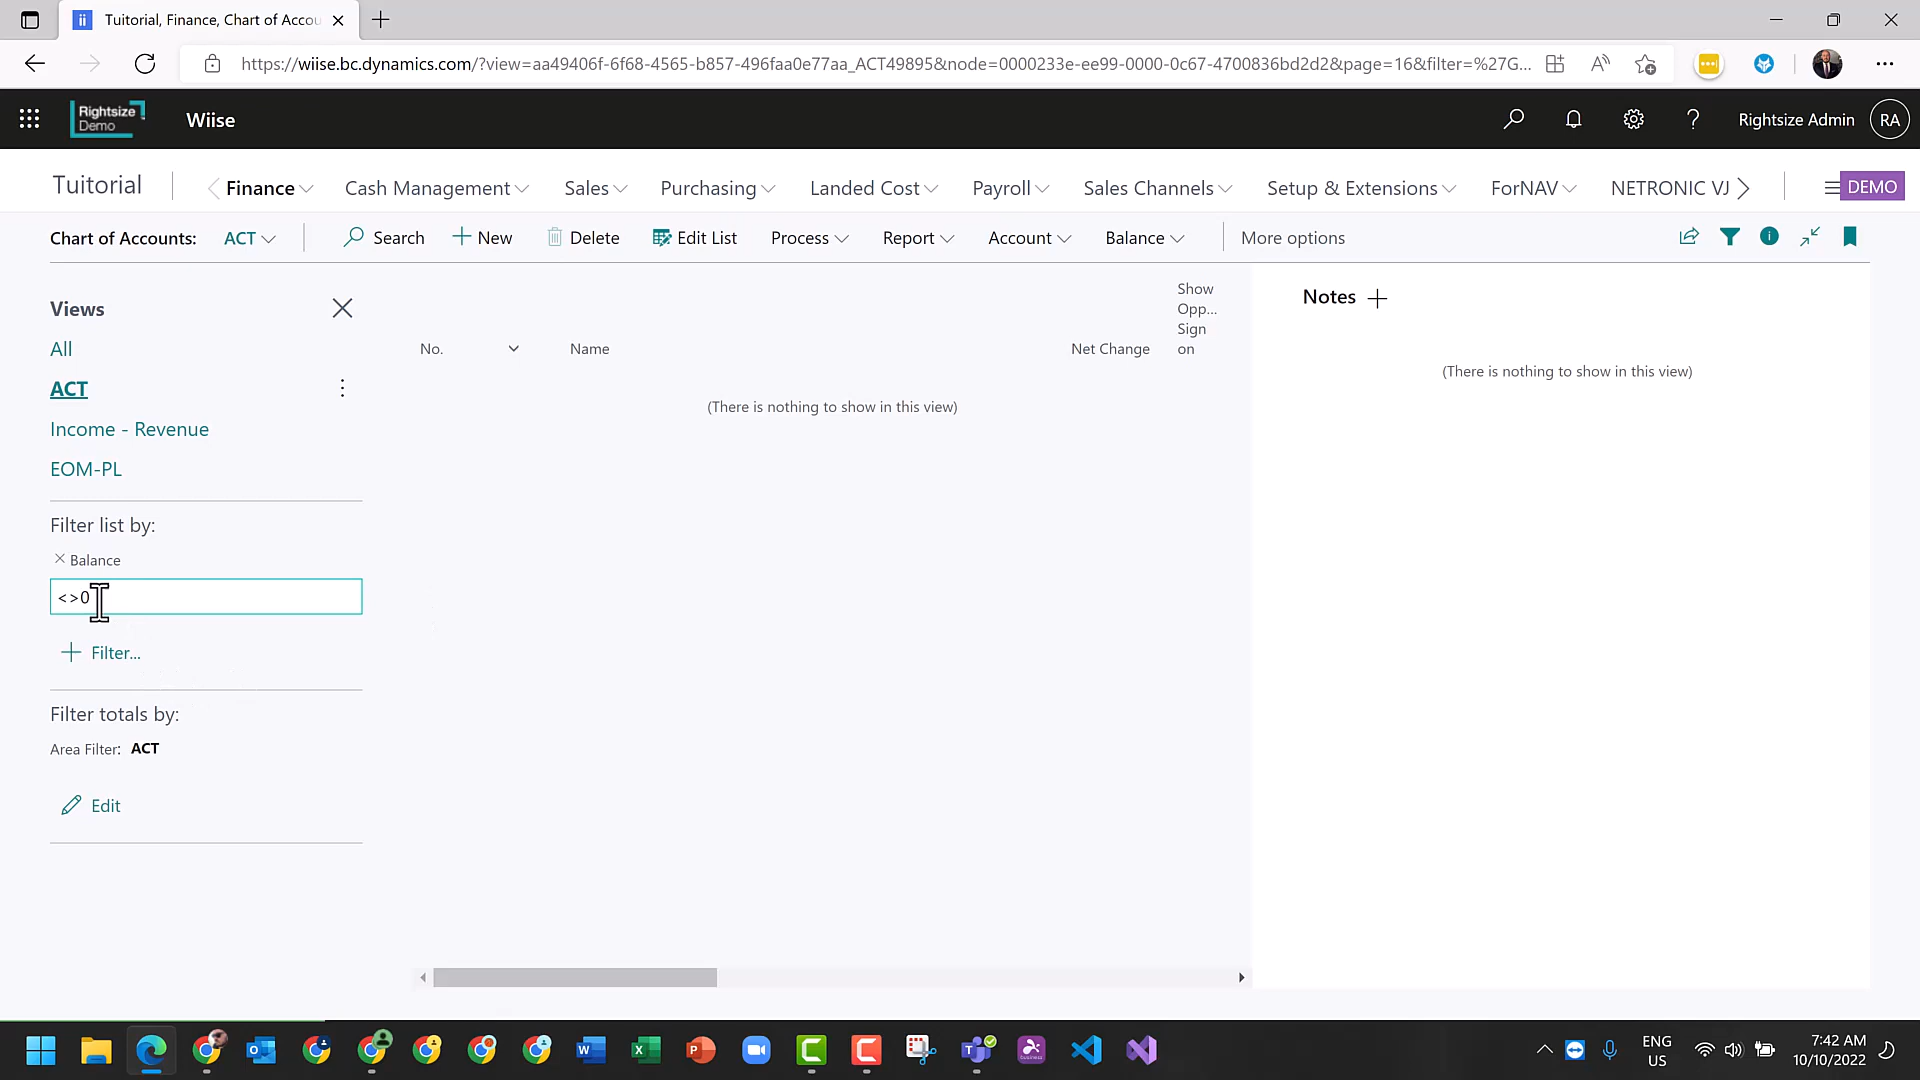 Tuitorial, Finance, Chart of Accou
https://wiise.bc.dynamics.com/?view=aa49406f-6f68-4565-b857-496faa0e77aa_ACT49895&node=0000233e-ee99-0000-0c67-4700836bd2d2&page=16&filter=%27G...
Rightsize
Demo
Wiise
Rightsize Admin
RA
Tuitorial
Finance
Cash Management
Sales
Purchasing
Landed Cost
Payroll
Sales Channels
Setup & Extensions
ForNAV
NETRONIC VJ
DEMO
Chart of Accounts:
ACT
Search
New
Delete
Edit List
Process
Report
Account
Balance
More options
Views
All
ACT
Income - Revenue
EOM-PL
Filter list by:
Balance
<>0
Filter...
Filter totals by:
Area Filter: ACT
Edit
No.
Name
Net Change
Show
Opp...
Sign
on
(There is nothing to show in this view)
Notes
(There is nothing to show in this view)
ENG
US
7:42 AM
10/10/2022